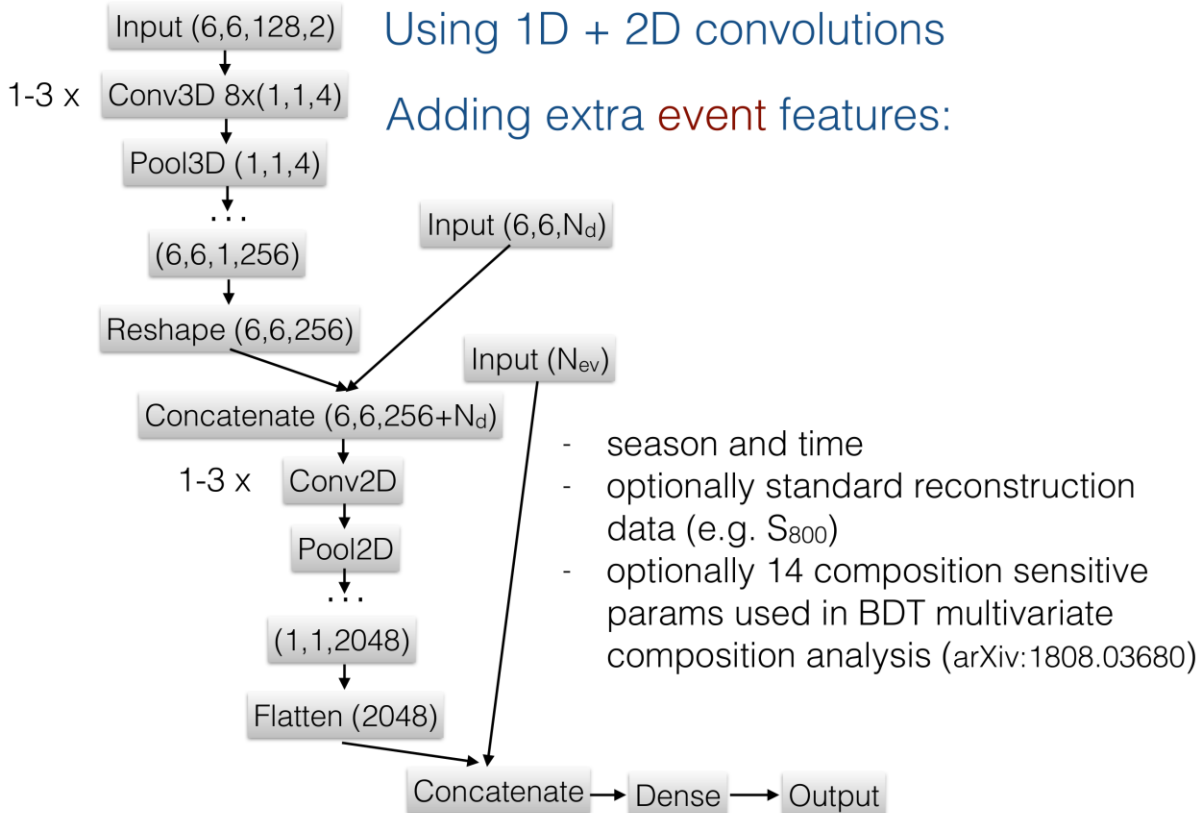 Input (6,6,128,2)
Using 1D + 2D convolutions
1-3 x
Conv3D 8x(1,1,4)
Adding extra event features:
Pool3D (1,1,4)
...
Input (6,6,Nd)
(6,6,1,256)
Reshape (6,6,256)
Input (Nev)
Concatenate (6,6,256+Nd)
1-3 x
Conv2D
Pool2D
...
(1,1,2048)
Flatten (2048)
- season and time
- optionally standard reconstruction
data (e.g. S800)
- optionally 14 composition sensitive
params used in BDT multivariate
composition analysis (arXiv:1808.03680)
Concatenate
Dense
Output